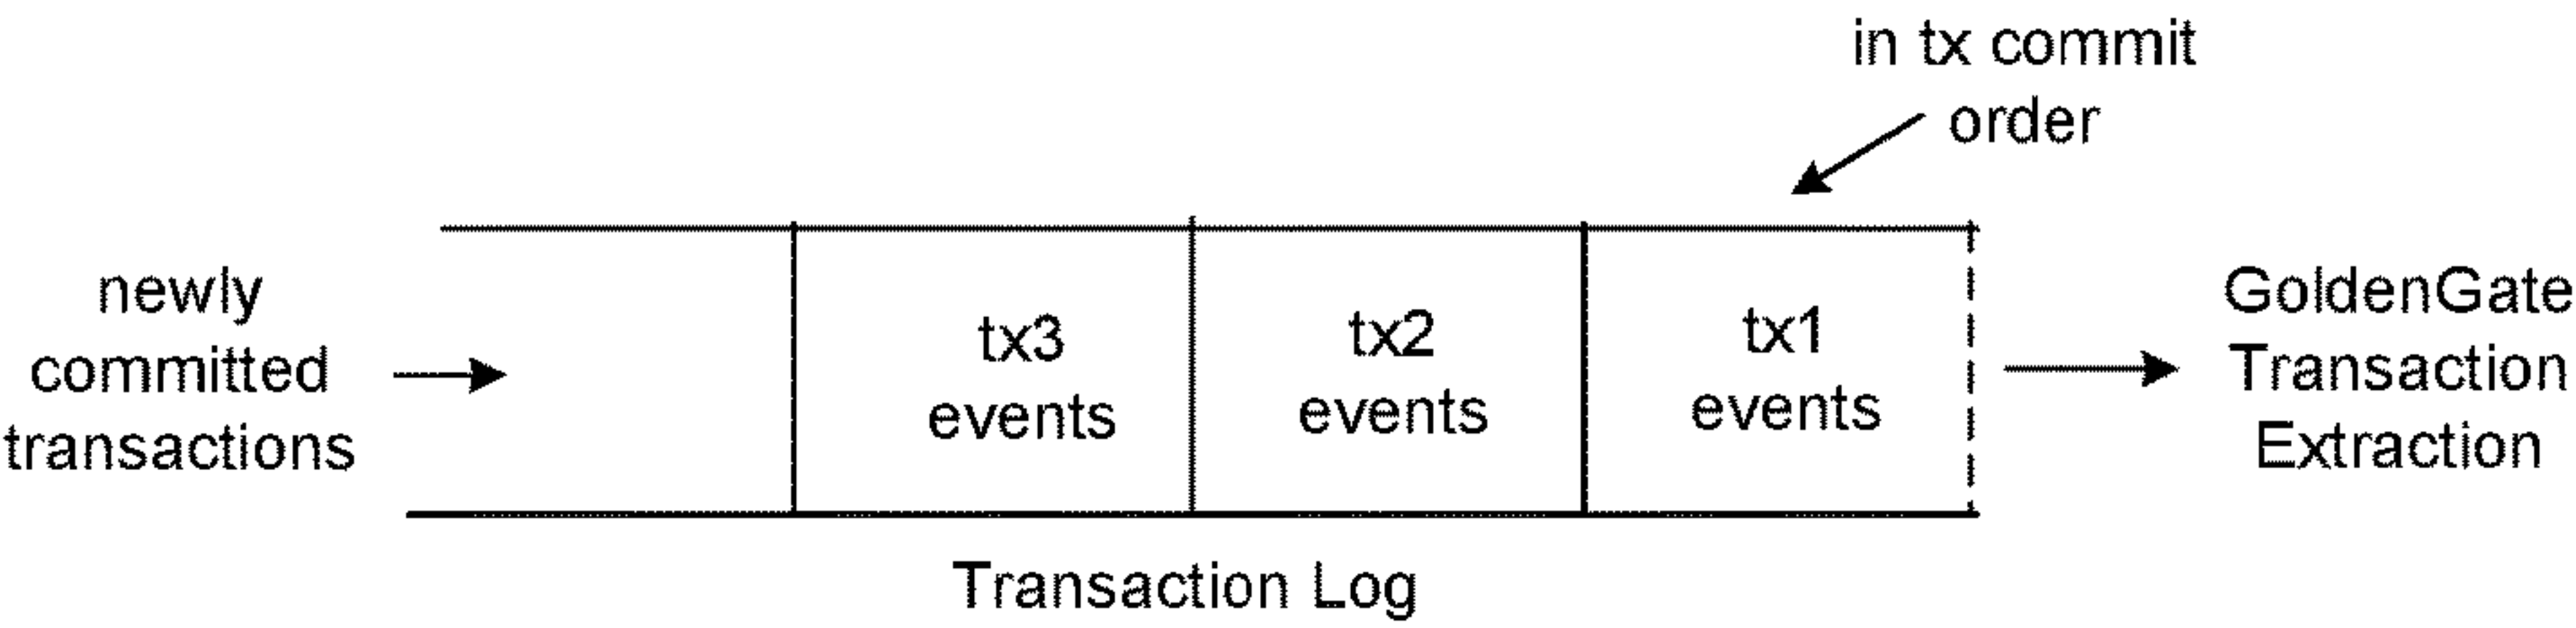 in tx commit
order
newly
committed
transactions
tx3
events
tx2
events
tx1
events
GoldenGate
Transaction
Extraction
Transaction Log